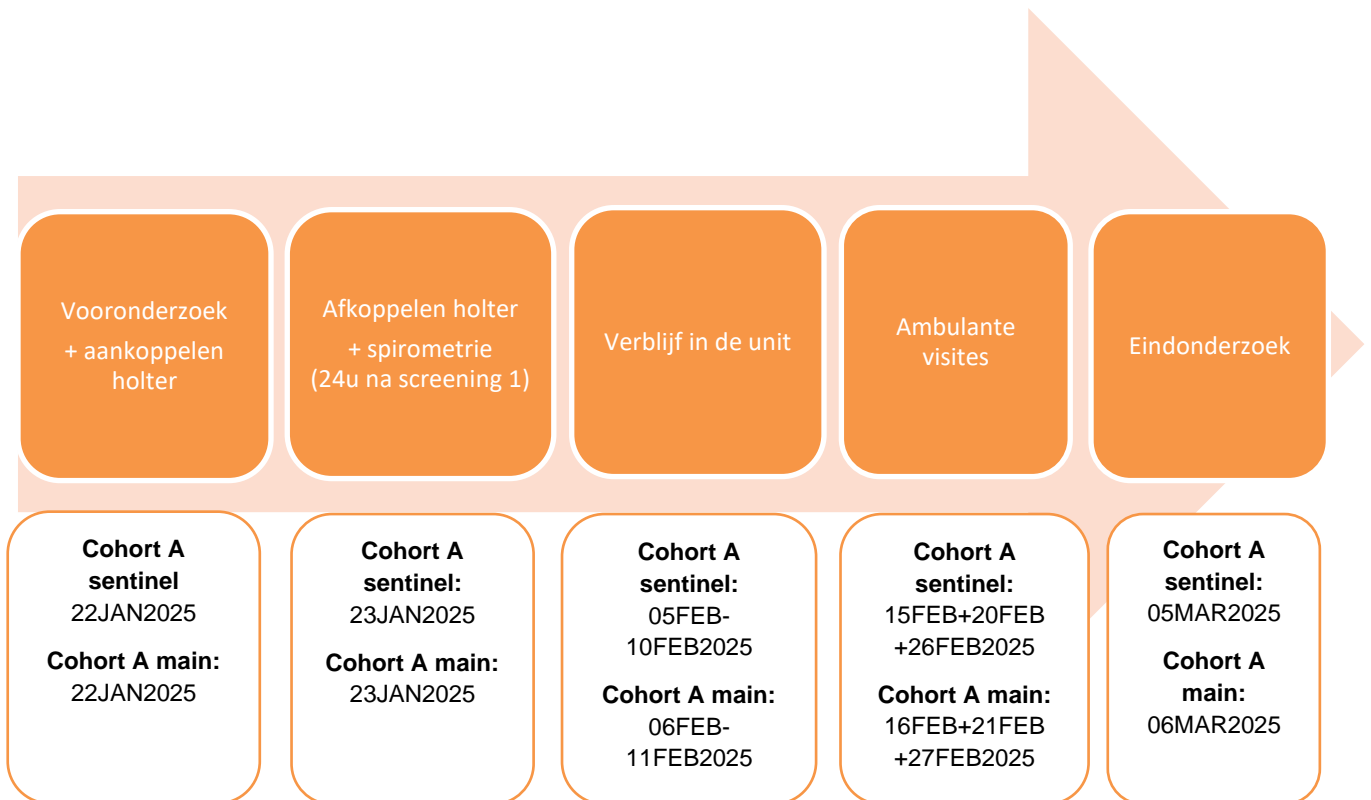 Vooronderzoek
+ aankoppelen
holter
Afkoppelen holter
+ spirometrie
(24u na screening 1)
Verblijf in de unit
Ambulante
visites
Eindonderzoek
Cohort A
sentinel
22JAN2025
Cohort A main:
22JAN2025
Cohort A
sentinel:
23JAN2025
Cohort A main:
23JAN2025
Cohort A
sentinel:
05FEB-
10FEB2025
Cohort A main:
06FEB-
11FEB2025
Cohort A
sentinel:
15FEB+20FEB
+26FEB2025
Cohort A main:
16FEB+21FEB
+27FEB2025
Cohort A
sentinel:
05MAR2025
Cohort A
main:
06MAR2025